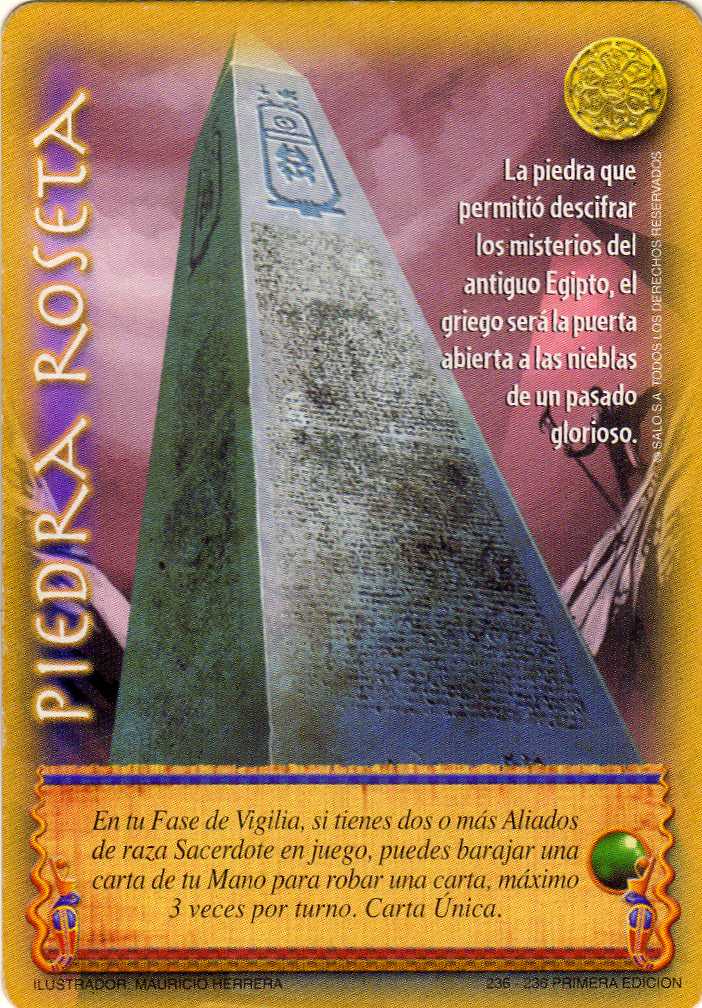 PIEDRA ROSETA
La piedra que
permitió descifrar
los misterios del
antiguo Egipto, el
griego será la puerta
abierta a las nieblas
de un pasado
glorioso.
© SALO S.A. TODOS LOS DERECHOS RESERVADOS
En tu Fase de Vigilia, si tienes dos o más Aliados
de raza Sacerdote en juego, puedes barajar una
carta de tu Mano para robar una carta, máximo
3 veces por turno. Carta Única.
ILUSTRADOR: MAURICIO HERRERA
236 - 236 PRIMERA EDICION